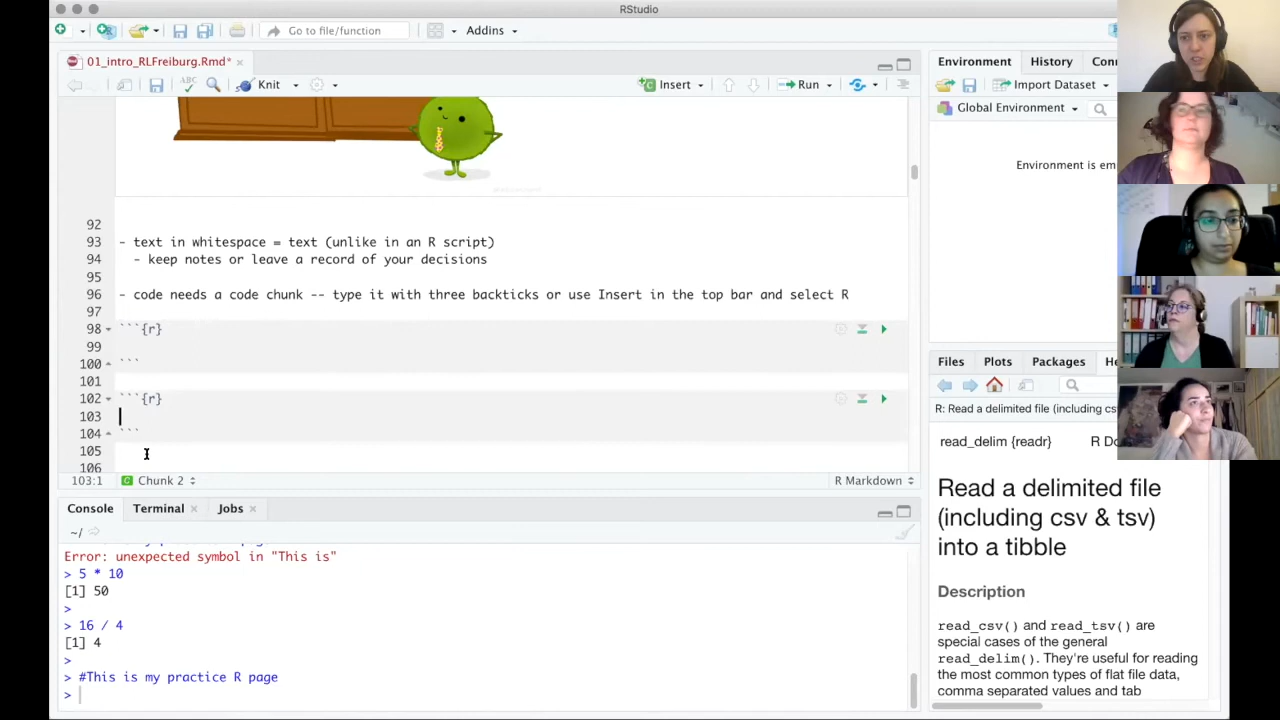 RStudio
Go to file/function
Addins
01_intro_RLFreiburg.Rmd*
ABC
Knit
Insert
Run
92
93 - text in whitespace = text (unlike in an R script)
94 - keep notes or leave a record of your decisions
95
96 - code needs a code chunk -- type it with three backticks or use Insert in the top bar and select R
97
98 ```{r}
99
100 ```
101
102 ```{r}
103
104 ```
105
106
103:1 Chunk 2 R Markdown
Console Terminal Jobs
~/
Error: unexpected symbol in "This is"
> 5 * 10
[1] 50
>
> 16 / 4
[1] 4
>
> #This is my practice R page
>
Environment History Con
Import Dataset
Global Environment
Environment is em
Files Plots Packages He
R: Read a delimited file (including cs
read_delim {readr} R Do
Read a delimited file
(including csv & tsv)
into a tibble
Description
read_csv() and read_tsv() are
special cases of the general
read_delim(). They're useful for reading
the most common types of flat file data,
comma separated values and tab